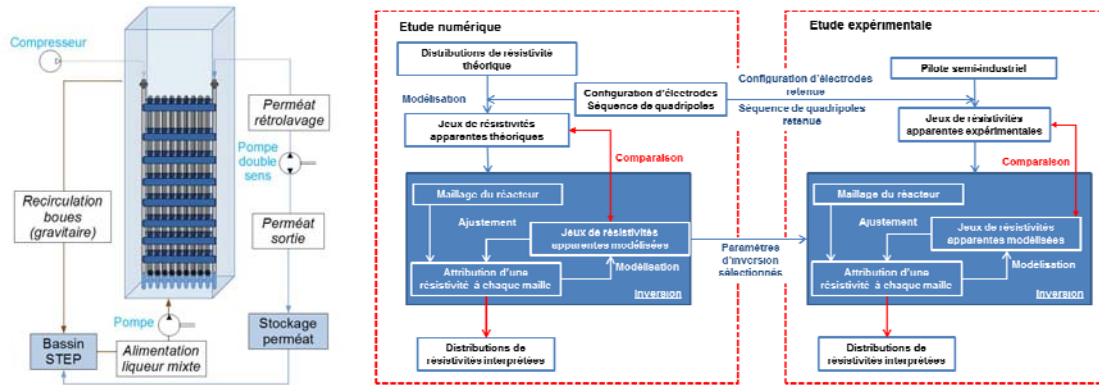 Compresseur
Perméat
rétrolavage
Pompe
double
sens
Recirculation
boues
(gravitaire)
Perméat
sortie
Pompe
Bassin
STEP
Alimentation
liqueur mixte
Stockage
perméat
Etude numérique
Distributions de résistivité
théorique
Modélisation
Configuration d'électrodes
Séquence de quadripoles
Jeux de résistivités
apparentes théoriques
Comparaison
Maillage du réacteur
Ajustement
Jeux de résistivités
apparentes modélisées
Modélisation
Attribution d'une
résistivité à chaque maille
Inversion
Distributions de
résistivités interprétées
Configuration d'électrodes
retenue
Séquence de quadripoles
retenue
Paramètres
d'inversion
sélectionnés
Etude expérimentale
Pilote semi-industriel
Jeux de résistivités
apparentes expérimentales
Comparaison
Maillage du réacteur
Ajustement
Jeux de résistivités
apparentes modélisées
Modélisation
Attribution d'une
résistivité à chaque maille
Inversion
Distributions de
résistivités interprétées